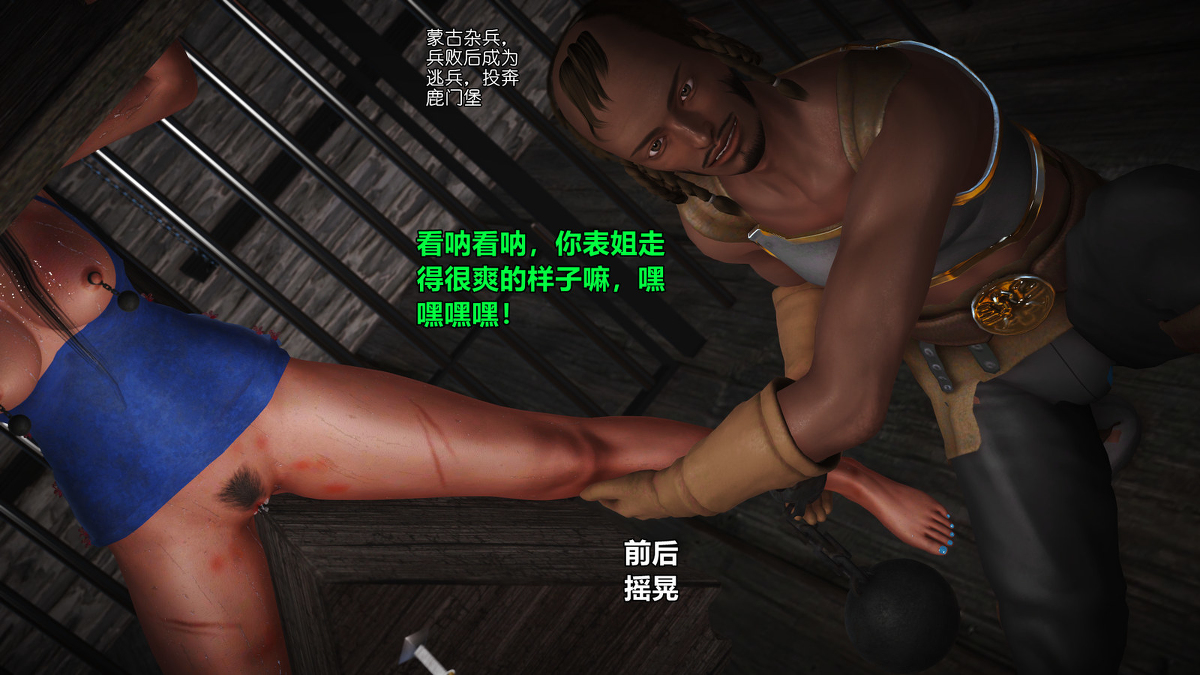 蒙古杂兵，
兵败后成为
逃兵，投奔
鹿门堡
看呐看呐，你表姐走
得很爽的样子嘛，嘿
嘿嘿嘿！
前后
摇晃